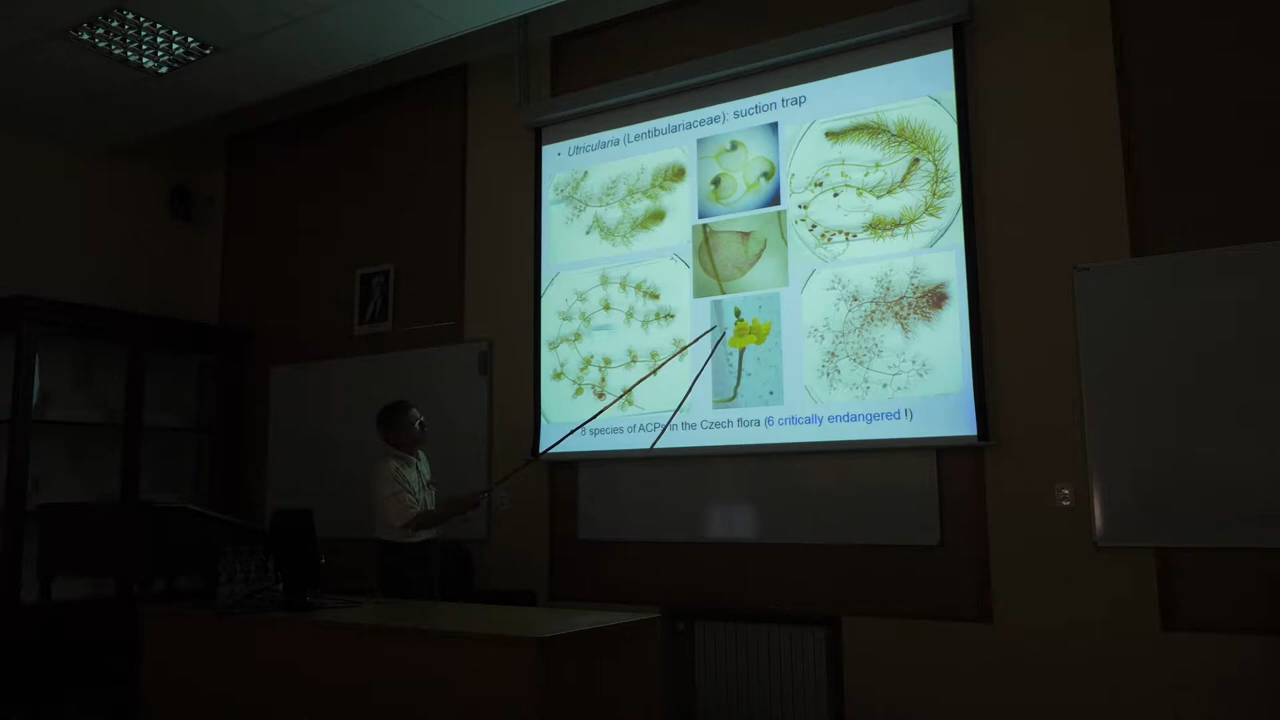 • Utricularia (Lentibulariaceae): suction trap
8 species of ACPs in the Czech flora (6 critically endangered !)